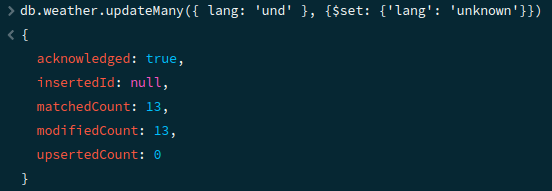 > db.weather.updateMany({ lang: 'und' }, {$set: {'lang': 'unknown'}})
< {
acknowledged: true,
insertedId: null,
matchedCount: 13,
modifiedCount: 13,
upsertedCount: 0
}